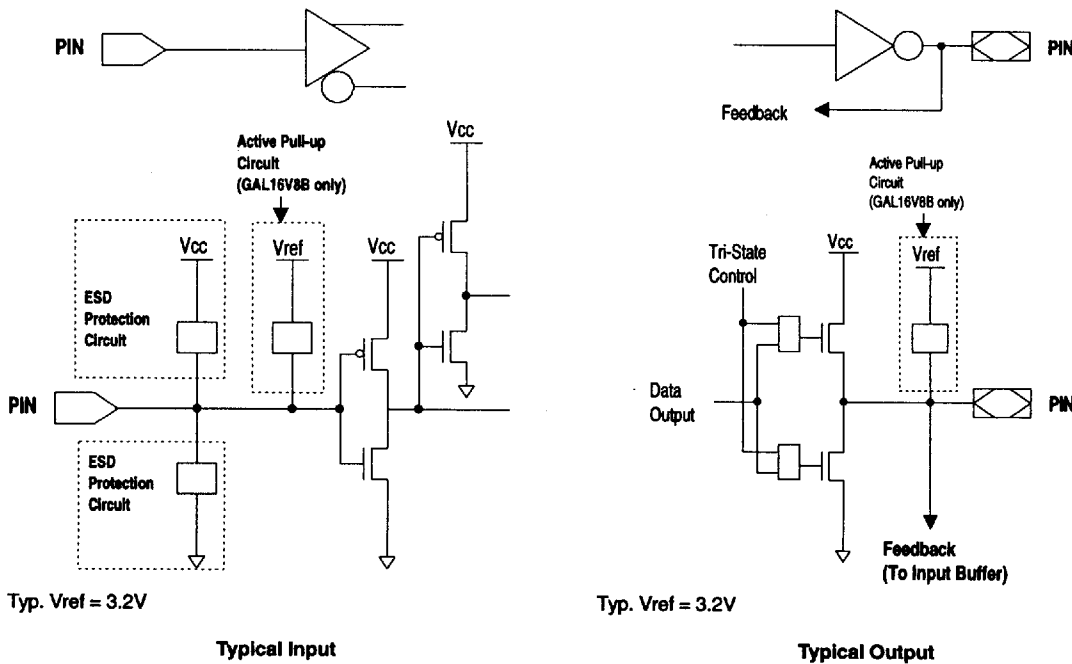 PIN
Active Pull-up
Circuit
(GAL16V8B only)
Vcc
Vcc
Vref
Vcc
ESD
Protection
Circuit
PIN
ESD
Protection
Circuit
Typ. Vref = 3.2V
Typical Input
PIN
Feedback
Active Pull-up
Circuit
(GAL16V8B only)
Tri-State
Control
Vcc
Vref
Data
Output
PIN
Feedback
(To Input Buffer)
Typ. Vref = 3.2V
Typical Output